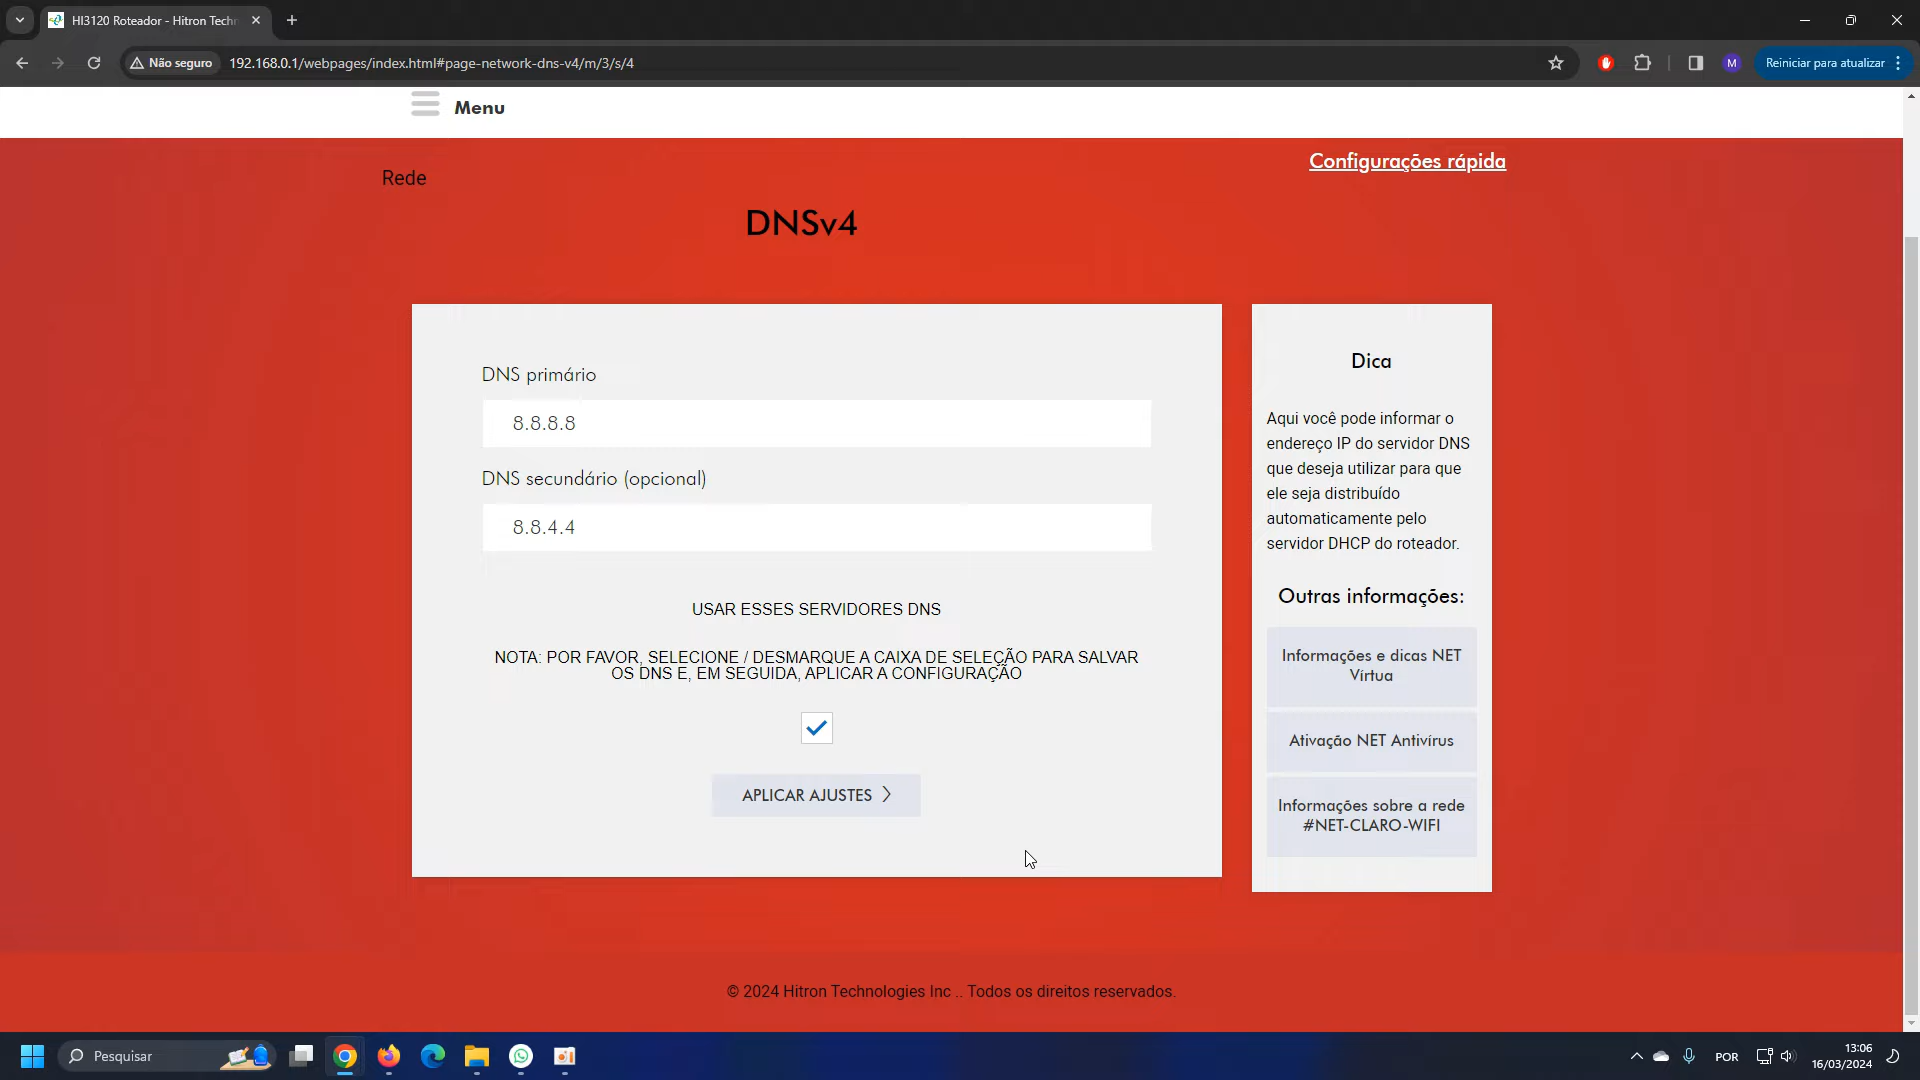 HI3120 Roteador - Hitron Techn
Não seguro
192.168.0.1/webpages/index.html#page-network-dns-v4/m/3/s/4
M
Reiniciar para atualizar
Menu
Rede
Configurações rápida
DNSv4
DNS primário
8.8.8.8
DNS secundário (opcional)
8.8.4.4
USAR ESSES SERVIDORES DNS
NOTA: POR FAVOR, SELECIONE / DESMARQUE A CAIXA DE SELEÇÃO PARA SALVAR
OS DNS E, EM SEGUIDA, APLICAR A CONFIGURAÇÃO
APLICAR AJUSTES
Dica
Aqui você pode informar o
endereço IP do servidor DNS
que deseja utilizar para que
ele seja distribuído
automaticamente pelo
servidor DHCP do roteador.
Outras informações:
Informações e dicas NET
Vírtua
Ativação NET Antivírus
Informações sobre a rede
#NET-CLARO-WIFI
© 2024 Hitron Technologies Inc .. Todos os direitos reservados.
Pesquisar
POR
13:06
16/03/2024